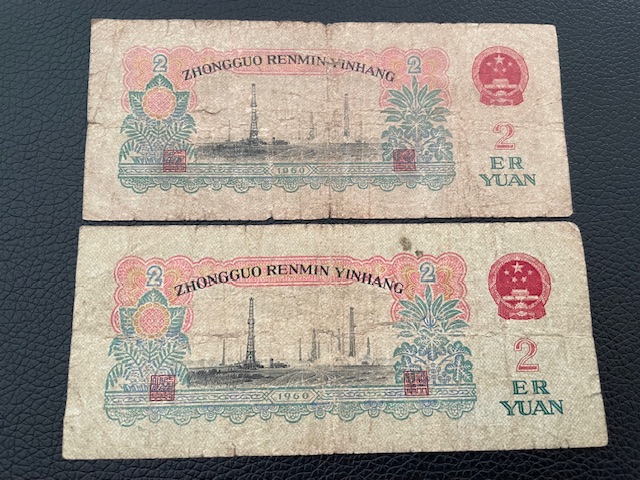 2 ZHONGGUO RENMIN YINHANG 2
2
ER
YUAN
1960
2 ZHONGGUO RENMIN YINHANG 2
2
ER
YUAN
1960